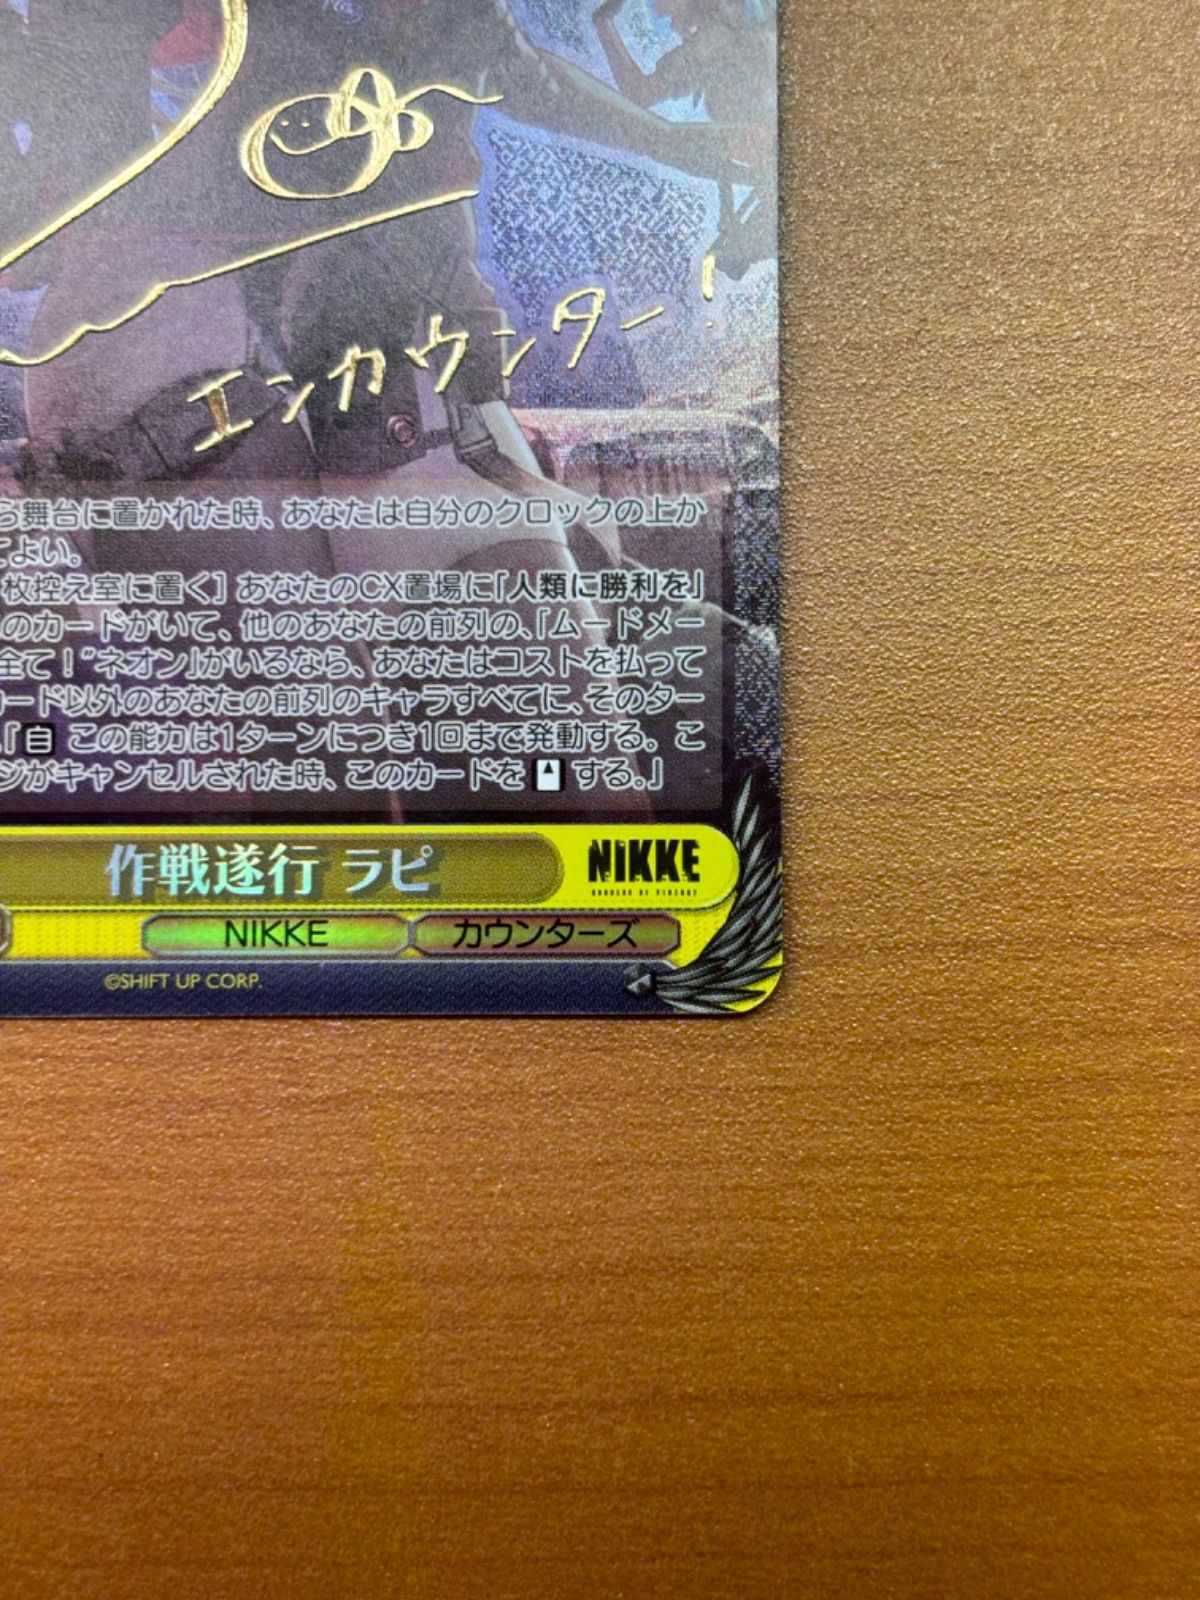 エンカウンター！
ら舞台に置かれた時、あなたは自分のクロックの上か
てよい。
枚控え室に置く］あなたのCX置場に「人類に勝利を」
のカードがいて、他のあなたの前列の、「ムードメー
全て！"ネオン」がいるなら、あなたはコストを払って
カード以外のあなたの前列のキャラすべてに、そのター
、『自 この能力は1ターンにつき1回まで発動する。こ
ジがキャンセルされた時、このカードを する。』
作戦遂行 ラピ
NIKKE
GODDESS OF VICTORY
NIKKE カウンターズ
©SHIFT UP CORP.